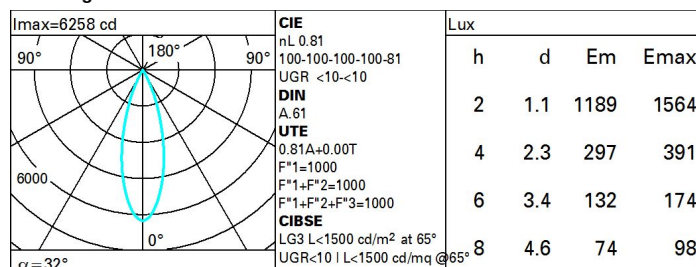 Imax=6258 cd
90°
180°
90°
6000
0°
α=32°
CIE
nL 0.81
100-100-100-100-81
UGR <10-<10
DIN
A.61
UTE
0.81A+0.00T
F"1=1000
F"1+F"2=1000
F"1+F"2+F"3=1000
CIBSE
LG3 L<1500 cd/m² at 65°
UGR<10 | L<1500 cd/mq @65°
Lux
h d Em Emax
2 1.1 1189 1564
4 2.3 297 391
6 3.4 132 174
8 4.6 74 98